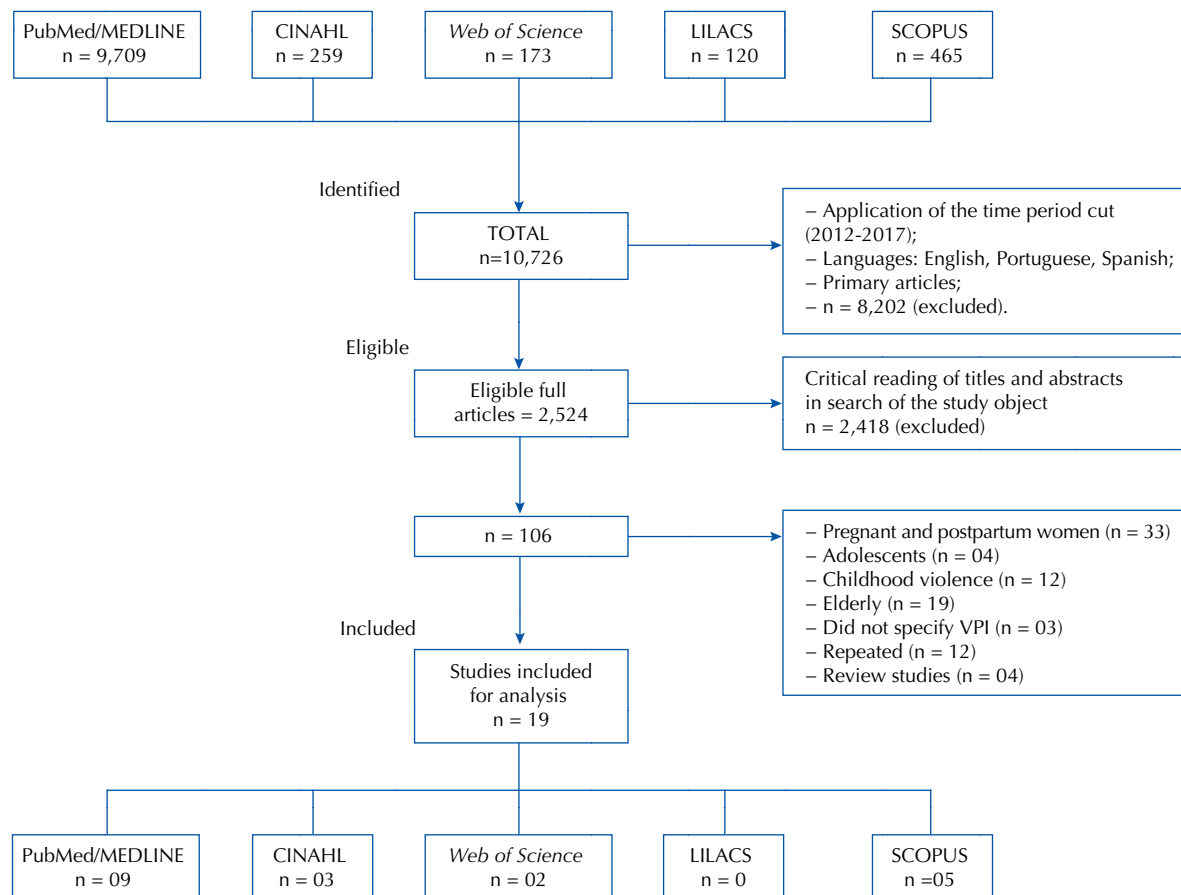 PubMed/MEDLINE
n = 9,709
CINAHL
n = 259
Web of Science
n = 173
LILACS
n = 120
SCOPUS
n = 465
Identified
TOTAL
n=10,726
– Application of the time period cut
(2012-2017);
– Languages: English, Portuguese, Spanish;
– Primary articles;
– n = 8,202 (excluded).
Eligible
Eligible full
articles = 2,524
Critical reading of titles and abstracts
in search of the study object
n = 2,418 (excluded)
n = 106
– Pregnant and postpartum women (n = 33)
– Adolescents (n = 04)
– Childhood violence (n = 12)
– Elderly (n = 19)
– Did not specify VPI (n = 03)
– Repeated (n = 12)
– Review studies (n = 04)
Included
Studies included
for analysis
n = 19
PubMed/MEDLINE
n = 09
CINAHL
n = 03
Web of Science
n = 02
LILACS
n = 0
SCOPUS
n =05